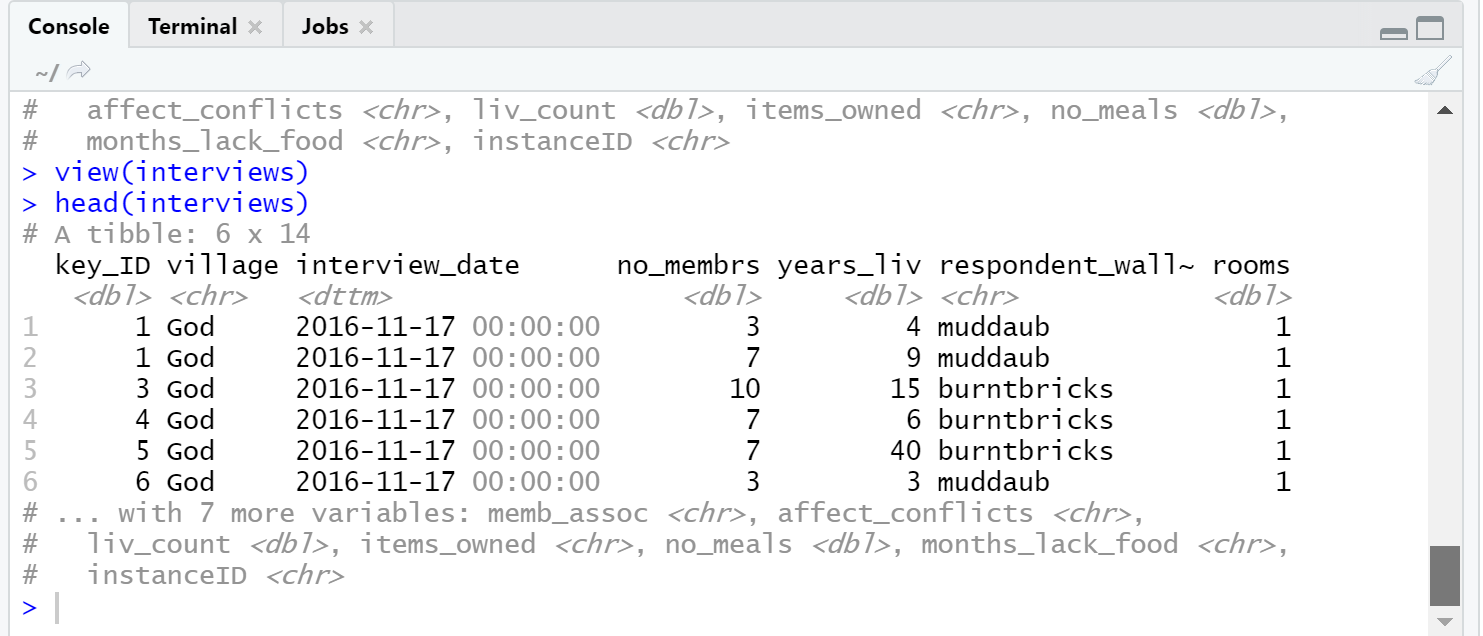 Console Terminal × Jobs ×
~/
#   affect_conflicts <chr>, liv_count <dbl>, items_owned <chr>, no_meals <dbl>,
#   months_lack_food <chr>, instanceID <chr>
> view(interviews)
> head(interviews)
# A tibble: 6 x 14
  key_ID village interview_date      no_membrs years_liv respondent_wall~ rooms
   <dbl> <chr>   <dttm>                  <dbl>     <dbl> <chr>            <dbl>
1      1 God     2016-11-17 00:00:00         3         4 muddaub              1
2      1 God     2016-11-17 00:00:00         7         9 muddaub              1
3      3 God     2016-11-17 00:00:00        10        15 burntbricks          1
4      4 God     2016-11-17 00:00:00         7         6 burntbricks          1
5      5 God     2016-11-17 00:00:00         7        40 burntbricks          1
6      6 God     2016-11-17 00:00:00         3         3 muddaub              1
# ... with 7 more variables: memb_assoc <chr>, affect_conflicts <chr>,
#   liv_count <dbl>, items_owned <chr>, no_meals <dbl>, months_lack_food <chr>,
#   instanceID <chr>
>